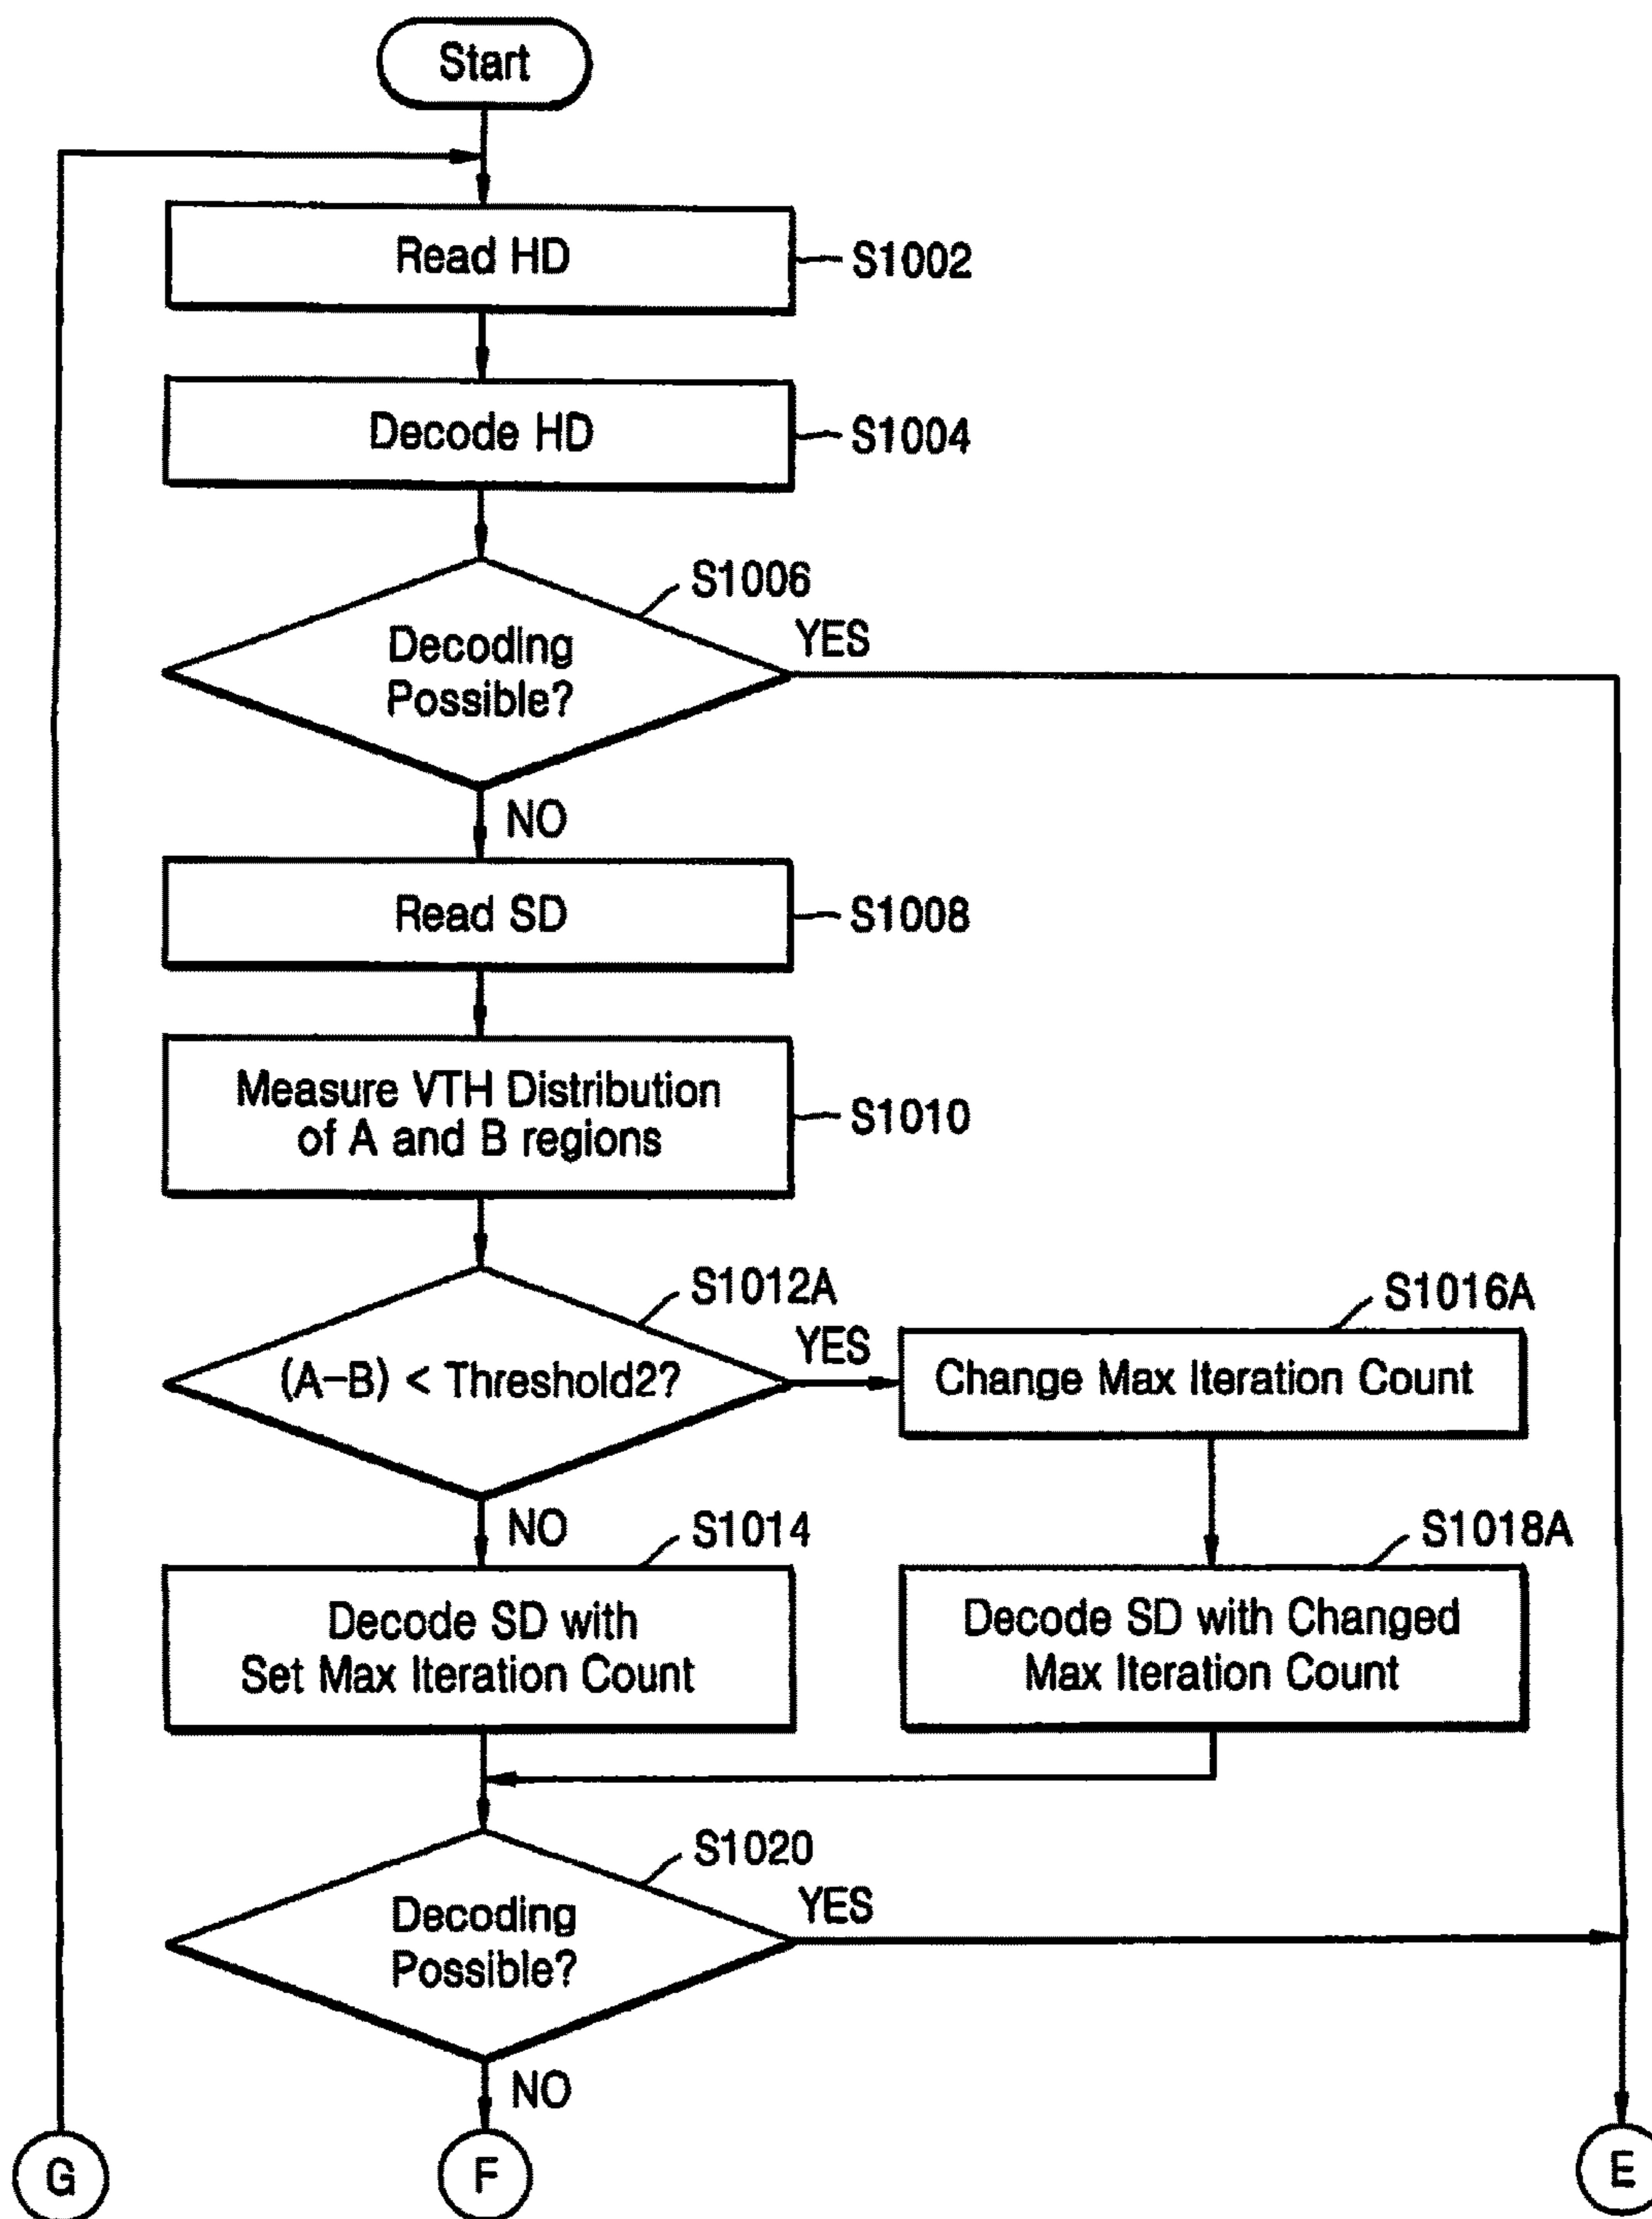 Start
Read HD
S1002
Decode HD
S1004
S1006
Decoding
Possible?
YES
NO
Read SD
S1008
Measure VTH Distribution
of A and B regions
S1010
S1012A
(A-B) < Threshold2?
YES
S1016A
Change Max Iteration Count
NO
S1014
Decode SD with
Set Max Iteration Count
S1018A
Decode SD with Changed
Max Iteration Count
S1020
Decoding
Possible?
YES
NO
G
F
E